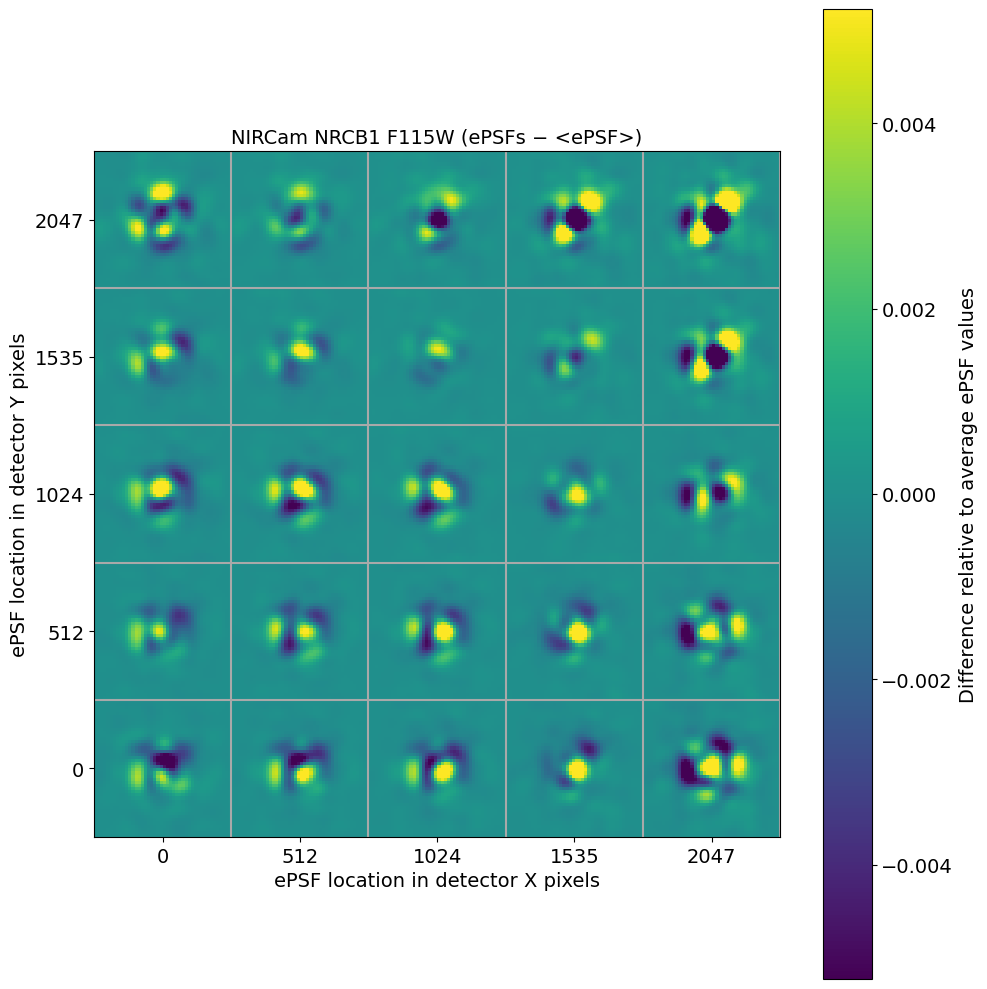 NIRCam NRCB1 F115W (ePSFs − <ePSF>)
ePSF location in detector Y pixels
2047
1535
1024
512
0
0 512 1024 1535 2047
ePSF location in detector X pixels
0.004
0.002
0.000
−0.002
−0.004
Difference relative to average ePSF values